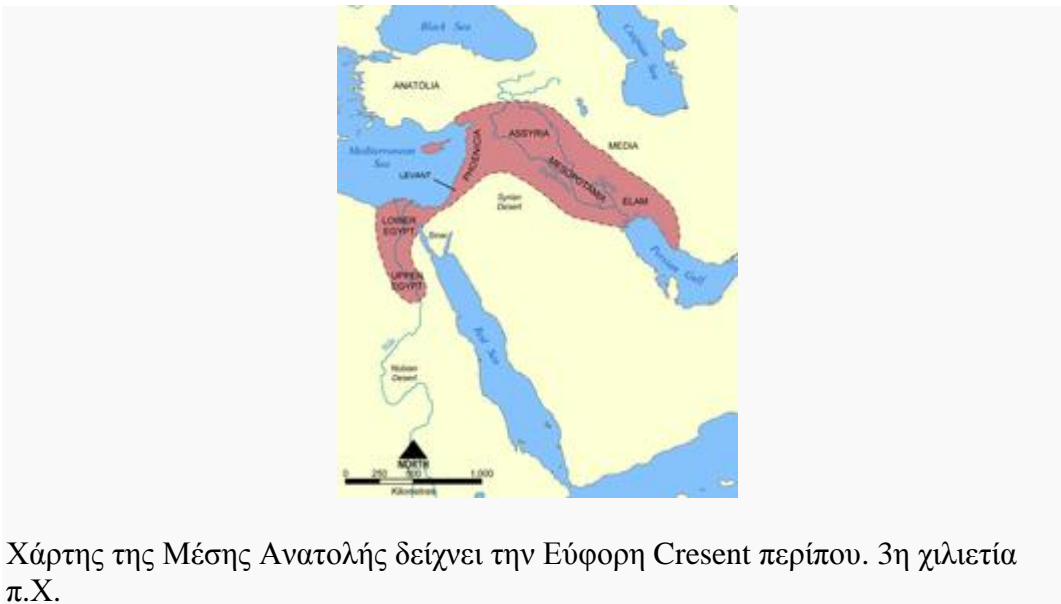 Black Sea
Caspian Sea
ANATOLIA
ASSYRIA
MEDIA
Mediterranean
Sea
PHOENICIA
LEVANT
MESOPOTAMIA
ELAM
Syrian
Desert
LOWER
EGYPT
Sinai
Persian Gulf
UPPER
EGYPT
Red Sea
Nile
Nubian
Desert
NORTH
0 250 500 1,000
Kilometres
Χάρτης της Μέσης Ανατολής δείχνει την Εύφορη Cresent περίπου. 3η χιλιετία
π.Χ.